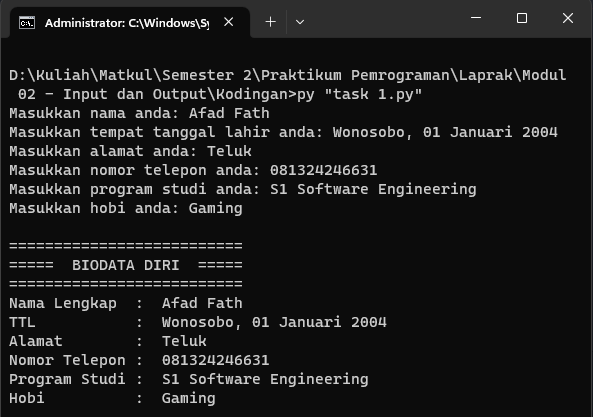 Administrator: C:\Windows\Sy
D:\Kuliah\Matkul\Semester 2\Praktikum Pemrograman\Laprak\Modul
02 - Input dan Output\Kodingan>py "task 1.py"
Masukkan nama anda: Afad Fath
Masukkan tempat tanggal lahir anda: Wonosobo, 01 Januari 2004
Masukkan alamat anda: Teluk
Masukkan nomor telepon anda: 081324246631
Masukkan program studi anda: S1 Software Engineering
Masukkan hobi anda: Gaming
==========================
=====  BIODATA DIRI  =====
==========================
Nama Lengkap  :  Afad Fath
TTL           :  Wonosobo, 01 Januari 2004
Alamat        :  Teluk
Nomor Telepon :  081324246631
Program Studi :  S1 Software Engineering
Hobi          :  Gaming